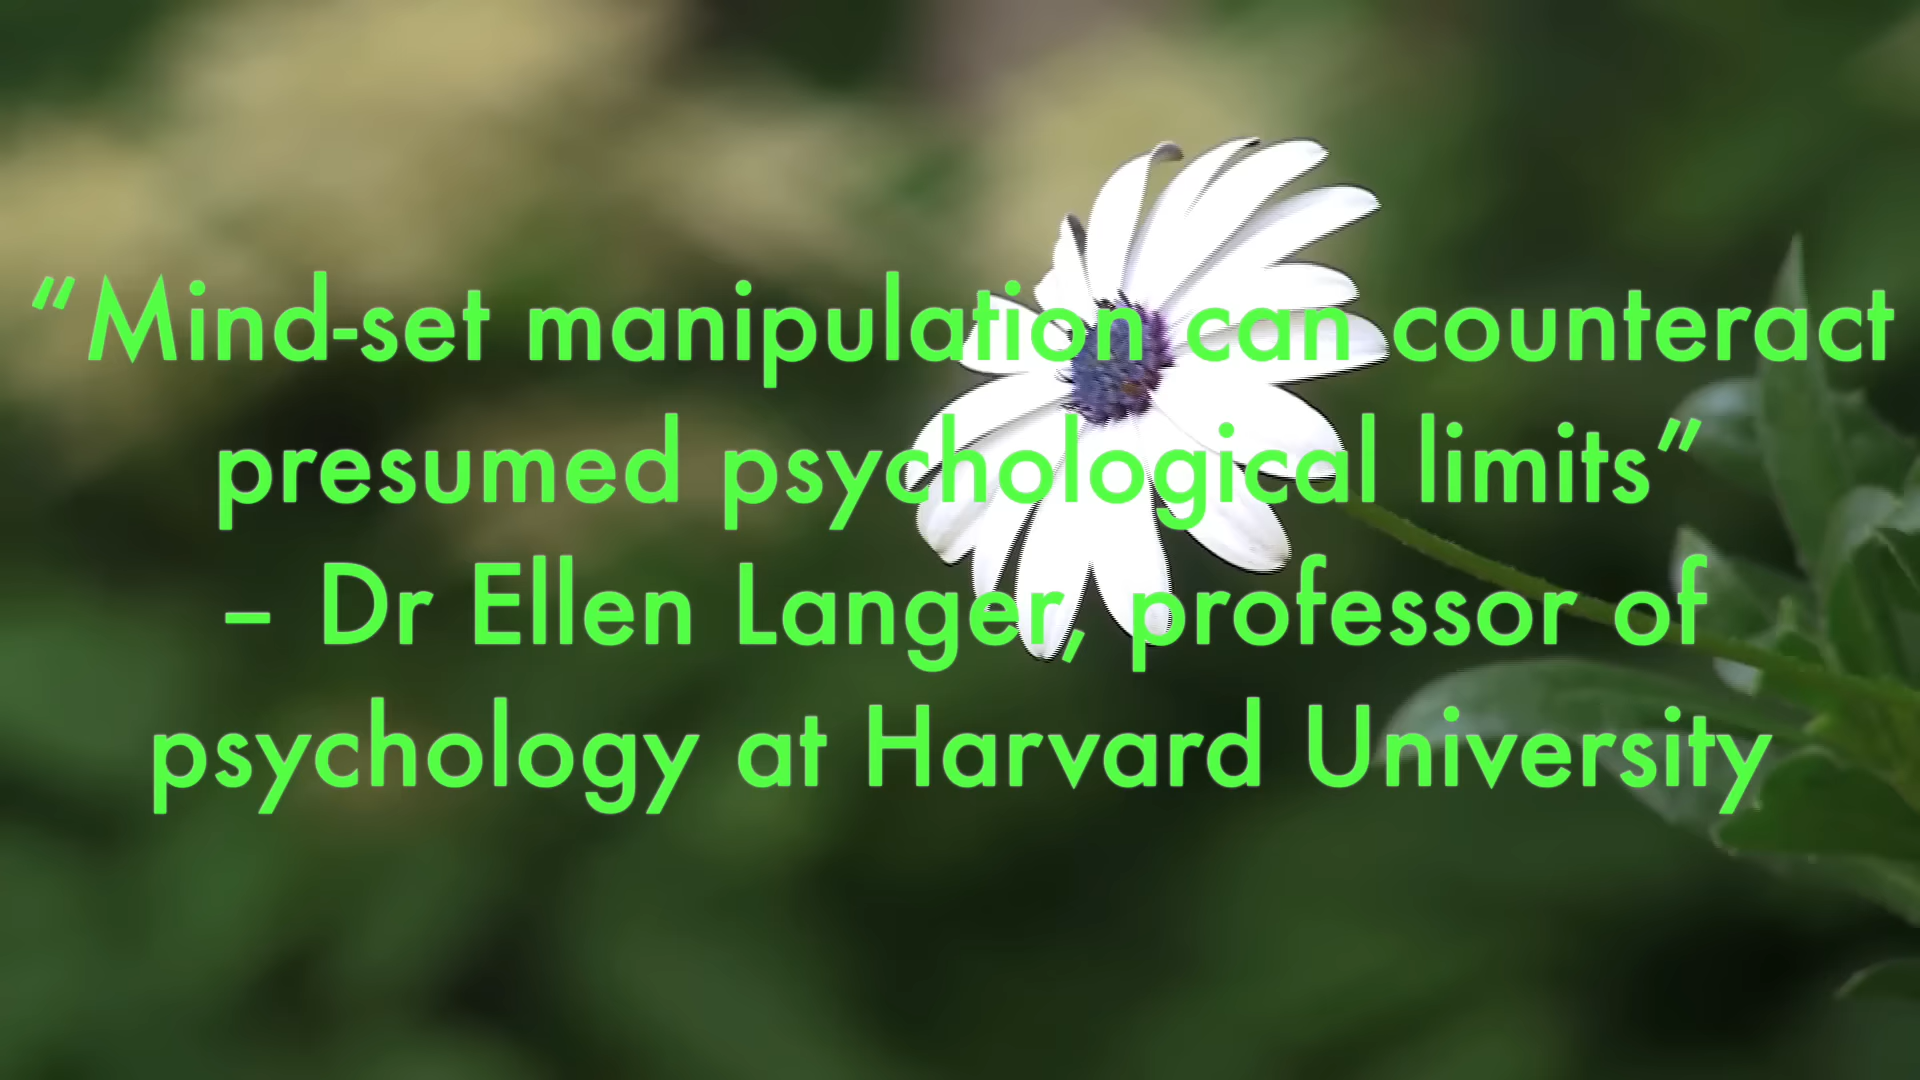 “Mind-set manipulation can counteract
presumed psychological limits”
– Dr Ellen Langer, professor of
psychology at Harvard University